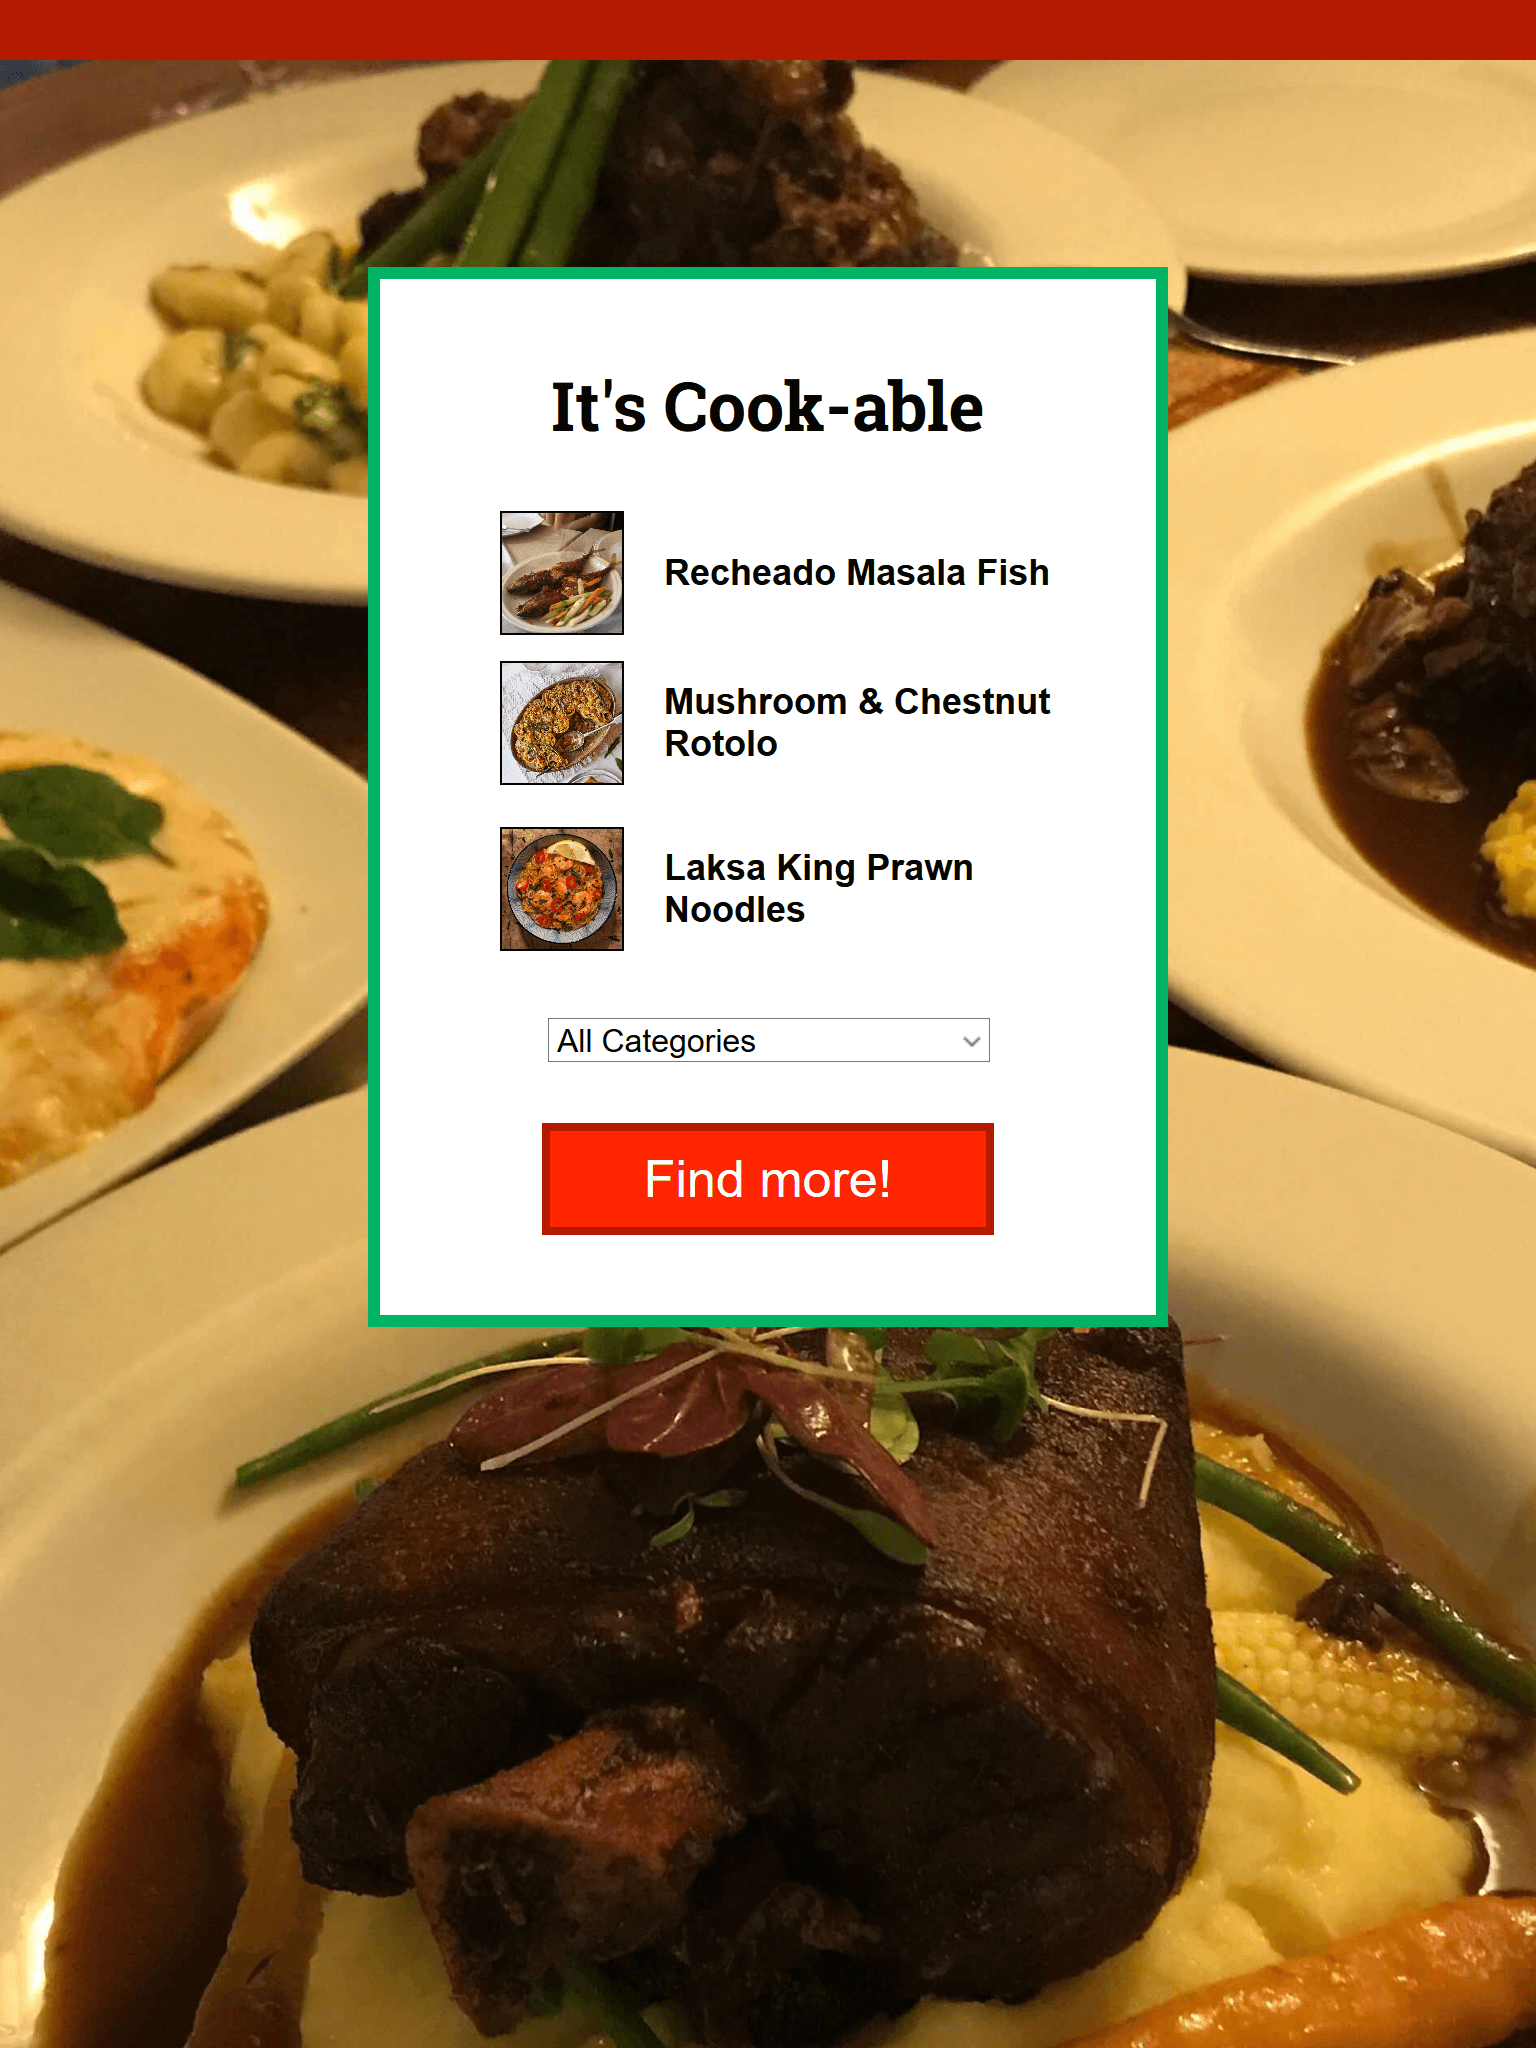 It's Cook-able
Recheado Masala Fish
Mushroom & Chestnut
Rotolo
Laksa King Prawn
Noodles
All Categories
Find more!